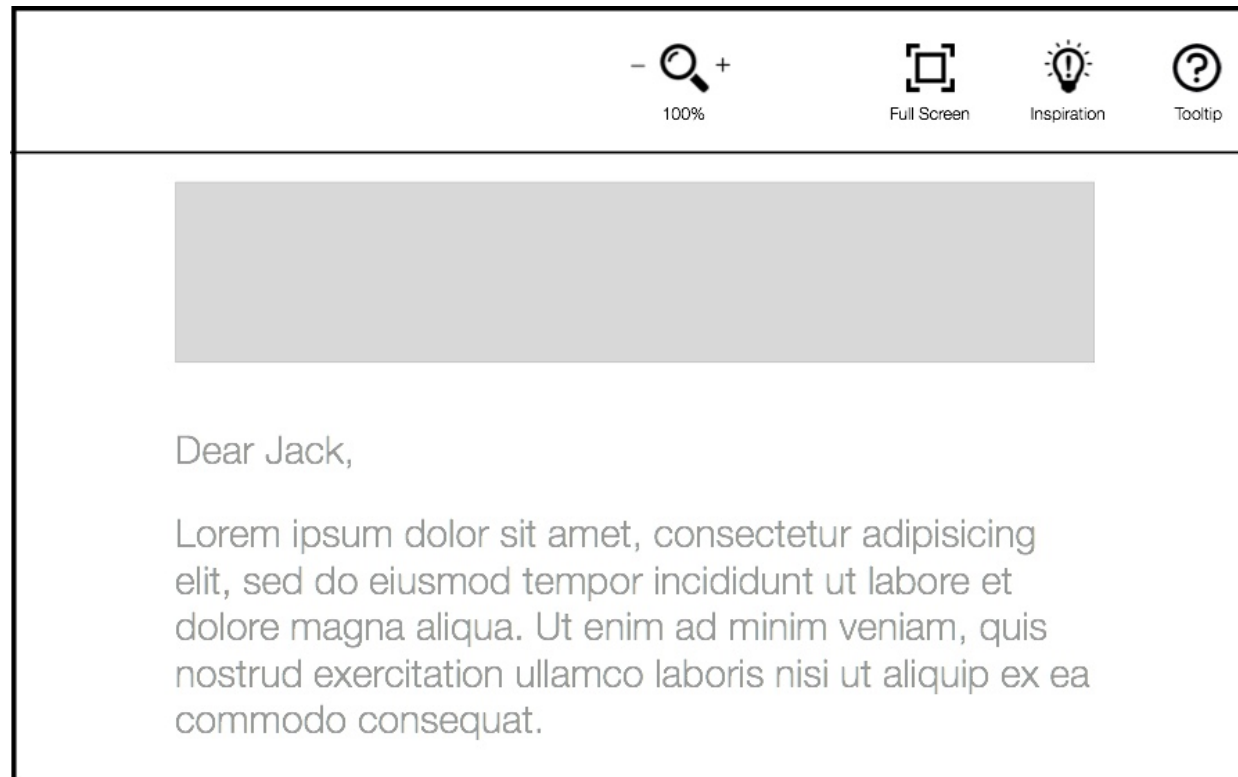 - +
100% Full Screen Inspiration Tooltip
Dear Jack,
Lorem ipsum dolor sit amet, consectetur adipisicing
elit, sed do eiusmod tempor incididunt ut labore et
dolore magna aliqua. Ut enim ad minim veniam, quis
nostrud exercitation ullamco laboris nisi ut aliquip ex ea
commodo consequat.